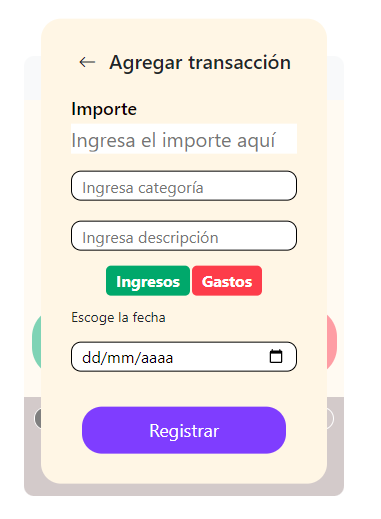 ← Agregar transacción
Importe
Ingresa el importe aquí
Ingresa categoría
Ingresa descripción
Ingresos Gastos
Escoge la fecha
dd/mm/aaaa
Registrar